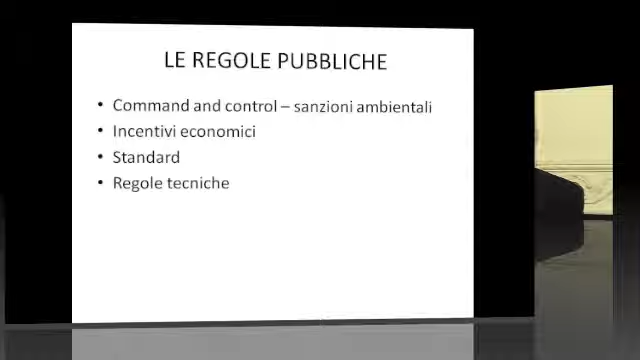 LE REGOLE PUBBLICHE
• Command and control – sanzioni ambientali
• Incentivi economici
• Standard
• Regole tecniche